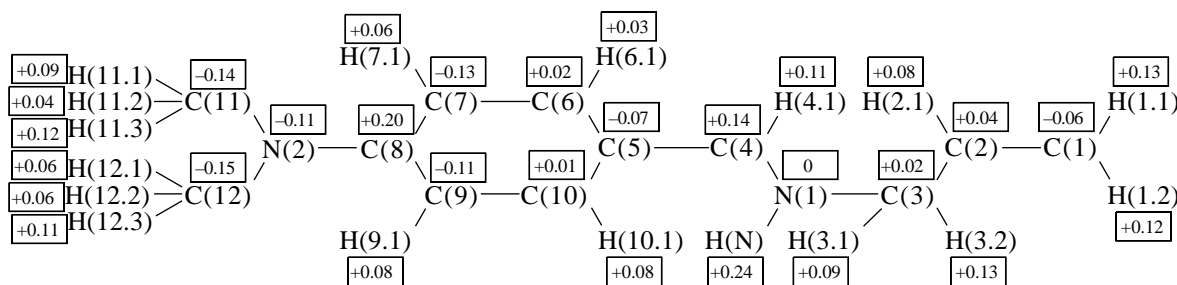 +0.06 +0.03
+0.09 H(11.1) –0.14 H(7.1) –0.13 +0.02 H(6.1) +0.11 +0.08 +0.13
+0.04 H(11.2) C(11) C(7) C(6) H(4.1) H(2.1) H(1.1)
+0.12 H(11.3) –0.11 +0.20 –0.07 +0.14 +0.04 –0.06
N(2) C(8) C(5) C(4) C(2) C(1)
+0.06 H(12.1) –0.15 –0.11 +0.01 0 +0.02
+0.06 H(12.2) C(12) C(9) C(10) N(1) C(3) H(1.2)
+0.11 H(12.3) +0.12
H(9.1) H(10.1) H(N) H(3.1) H(3.2)
+0.08 +0.08 +0.24 +0.09 +0.13